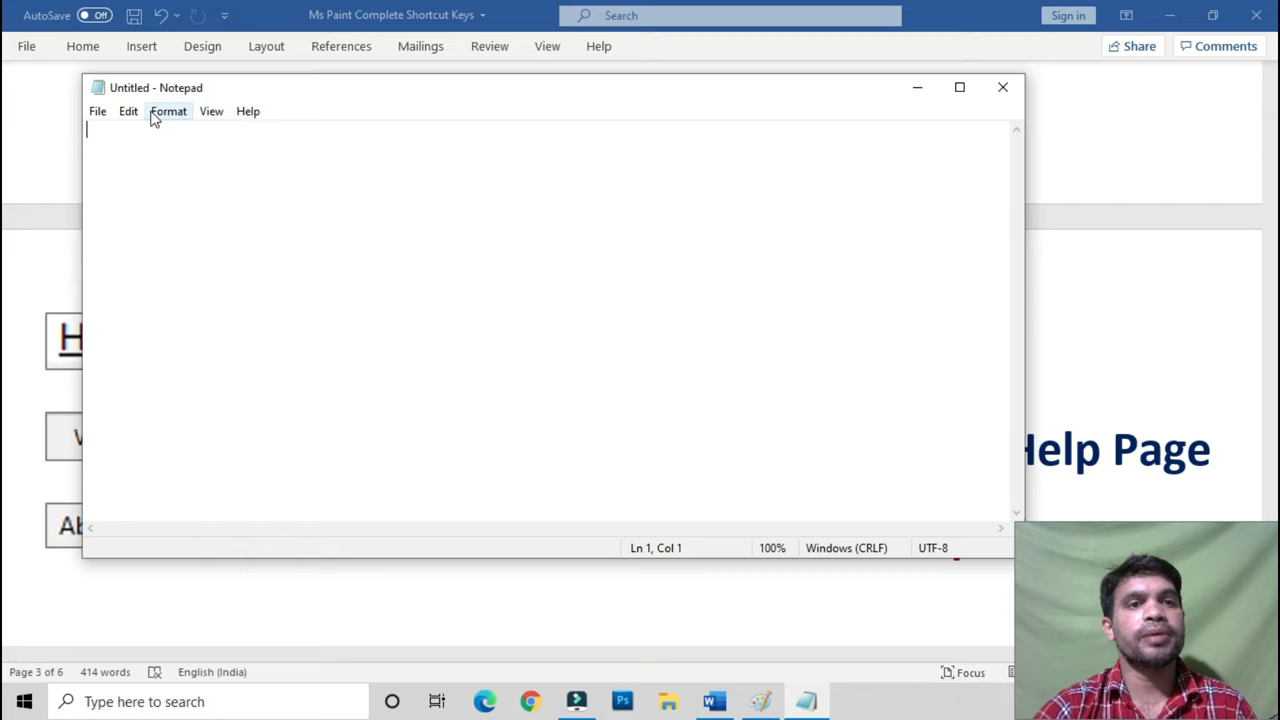 AutoSave Off Ms Paint Complete Shortcut Keys Search Sign in
File Home Insert Design Layout References Mailings Review View Help Share Comments
Untitled - Notepad
File Edit Format View Help
H
Help Page
Ab
Ln 1, Col 1 100% Windows (CRLF) UTF-8
Page 3 of 6 414 words English (India) Focus
Type here to search